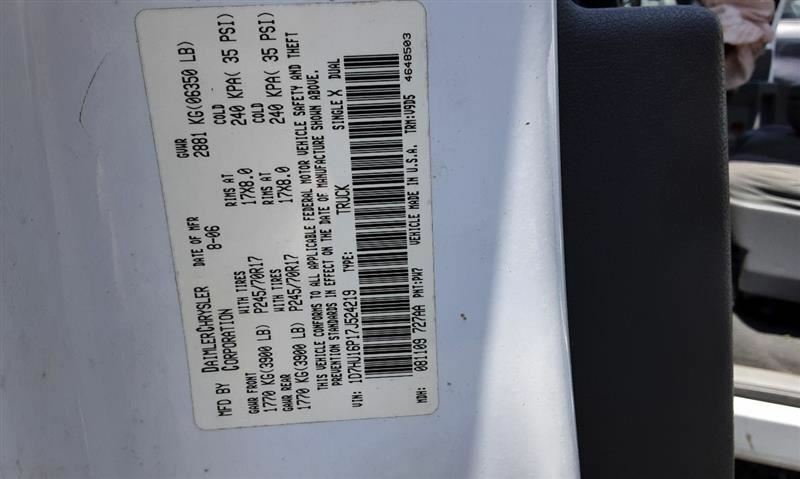 MFD BY DAIMLERCHRYSLER CORPORATION
DATE OF MFR 8-06
GVWR 2881 KG(06350 LB)
GAWR FRONT WITH TIRES RIMS AT COLD
1770 KG(3900 LB) P245/70R17 17X8.0 240 KPA( 35 PSI)
GAWR REAR WITH TIRES RIMS AT COLD
1770 KG(3900 LB) P245/70R17 17X8.0 240 KPA( 35 PSI)
THIS VEHICLE CONFORMS TO ALL APPLICABLE FEDERAL MOTOR VEHICLE SAFETY AND THEFT
PREVENTION STANDARDS IN EFFECT ON THE DATE OF MANUFACTURE SHOWN ABOVE.
VIN: 1D7HU16P17J524219 TYPE: TRUCK SINGLE X DUAL
MDH: 081109 727AA PNT:PW7 VEHICLE MADE IN U.S.A. TRM:V9D5 4648503